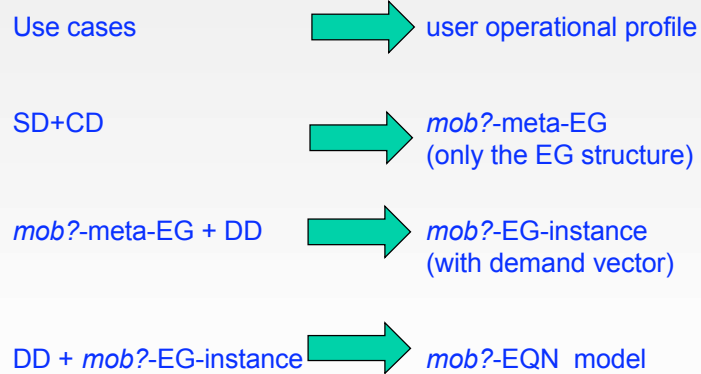 Use cases
user operational profile
SD+CD
mob?-meta-EG
(only the EG structure)
mob?-meta-EG + DD
mob?-EG-instance
(with demand vector)
DD + mob?-EG-instance
mob?-EQN model